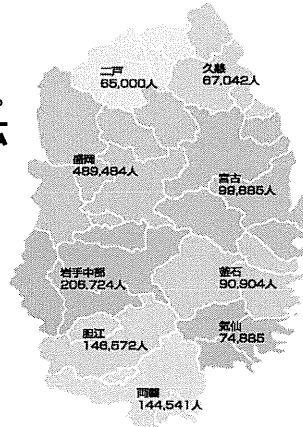 二戸
65,000人
久慈
67,042人
盛岡
489,484人
宮古
99,885人
岩手中部
206,724人
釜石
90,904人
気仙
74,885
胆江
146,572人
両磐
144,541人